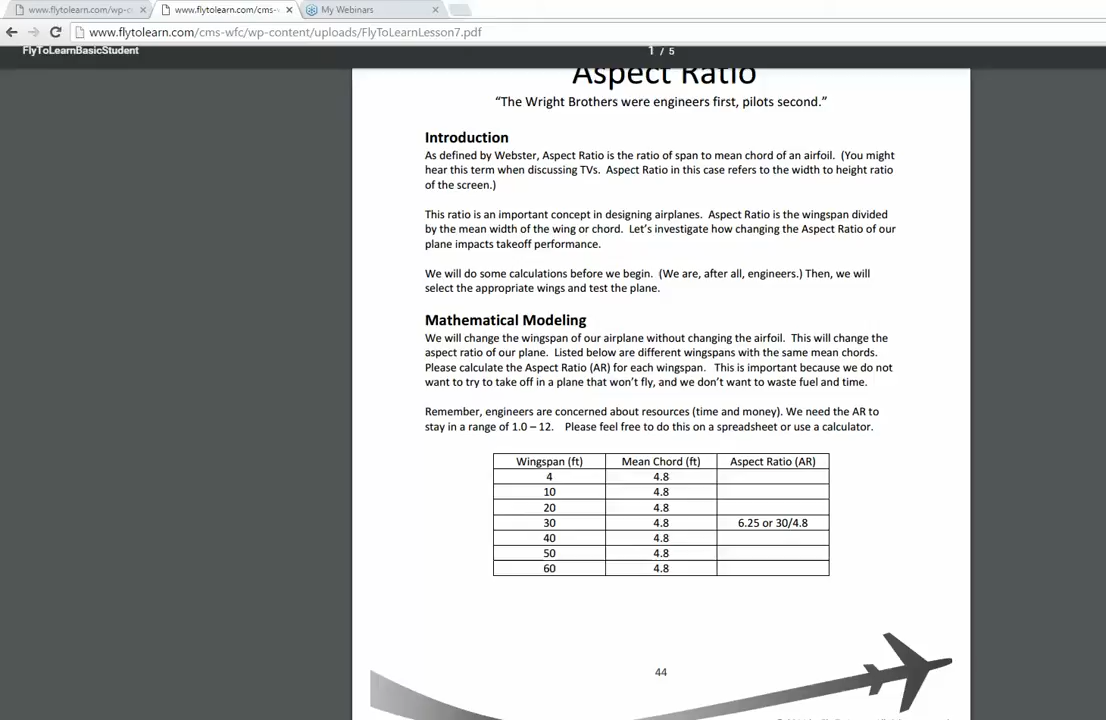 www.flytolearn.com/wp-c
www.flytolearn.com/cms-
My Webinars
www.flytolearn.com/cms-wfc/wp-content/uploads/FlyToLearnLesson7.pdf
FlyToLearnBasicStudent
1 / 5
Aspect Ratio
“The Wright Brothers were engineers first, pilots second.”
Introduction
As defined by Webster, Aspect Ratio is the ratio of span to mean chord of an airfoil. (You might
hear this term when discussing TVs. Aspect Ratio in this case refers to the width to height ratio
of the screen.)
This ratio is an important concept in designing airplanes. Aspect Ratio is the wingspan divided
by the mean width of the wing or chord. Let’s investigate how changing the Aspect Ratio of our
plane impacts takeoff performance.
We will do some calculations before we begin. (We are, after all, engineers.) Then, we will
select the appropriate wings and test the plane.
Mathematical Modeling
We will change the wingspan of our airplane without changing the airfoil. This will change the
aspect ratio of our plane. Listed below are different wingspans with the same mean chords.
Please calculate the Aspect Ratio (AR) for each wingspan. This is important because we do not
want to try to take off in a plane that won’t fly, and we don’t want to waste fuel and time.
Remember, engineers are concerned about resources (time and money). We need the AR to
stay in a range of 1.0 – 12. Please feel free to do this on a spreadsheet or use a calculator.
Wingspan (ft) Mean Chord (ft) Aspect Ratio (AR)
4 4.8
10 4.8
20 4.8
30 4.8 6.25 or 30/4.8
40 4.8
50 4.8
60 4.8
44